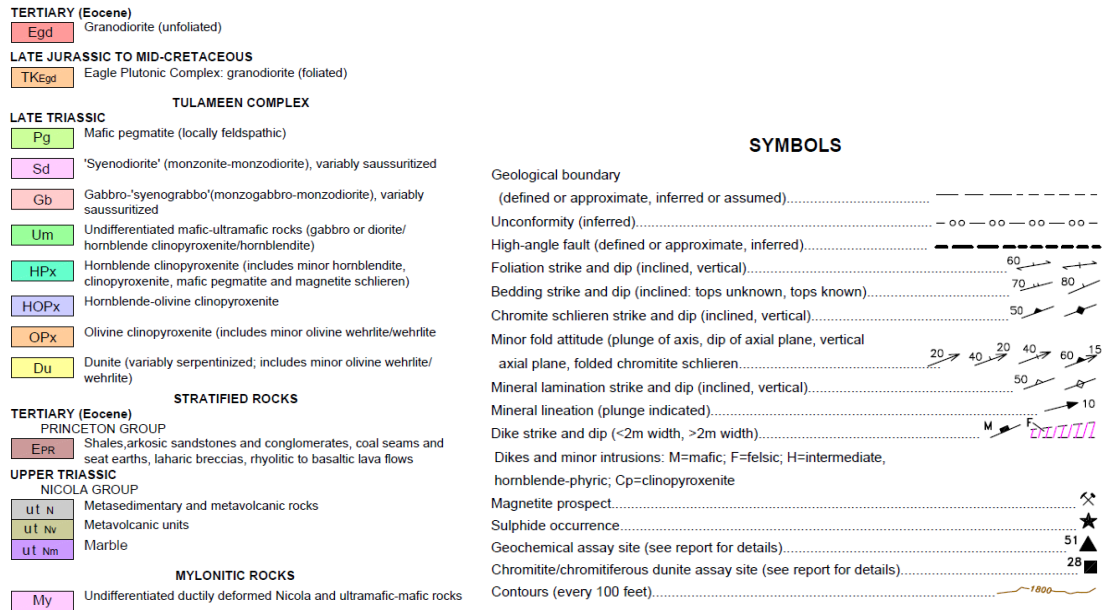 TERTIARY (Eocene)
Egd Granodiorite (unfoliated)
LATE JURASSIC TO MID-CRETACEOUS
TKEgd Eagle Plutonic Complex: granodiorite (foliated)
TULAMEEN COMPLEX
LATE TRIASSIC
Pg Mafic pegmatite (locally feldspathic)
Sd 'Syenodiorite' (monzonite-monzodiorite), variably saussuritized
Gb Gabbro-'syenograbbo'(monzogabbro-monzodiorite), variably
saussuritized
Um Undifferentiated mafic-ultramafic rocks (gabbro or diorite/
hornblende clinopyroxenite/hornblendite)
HPx Hornblende clinopyroxenite (includes minor hornblendite,
clinopyroxenite, mafic pegmatite and magnetite schlieren)
HOPx Hornblende-olivine clinopyroxenite
OPx Olivine clinopyroxenite (includes minor olivine wehrlite/wehrlite
Du Dunite (variably serpentinized; includes minor olivine wehrlite/
wehrlite)
STRATIFIED ROCKS
TERTIARY (Eocene)
PRINCETON GROUP
EPR Shales,arkosic sandstones and conglomerates, coal seams and
seat earths, laharic breccias, rhyolitic to basaltic lava flows
UPPER TRIASSIC
NICOLA GROUP
ut N Metasedimentary and metavolcanic rocks
ut Nv Metavolcanic units
ut Nm Marble
MYLONITIC ROCKS
My Undifferentiated ductily deformed Nicola and ultramafic-mafic rocks
SYMBOLS
Geological boundary
(defined or approximate, inferred or assumed)
Unconformity (inferred)
High-angle fault (defined or approximate, inferred)
Foliation strike and dip (inclined, vertical) 60
Bedding strike and dip (inclined: tops unknown, tops known) 70 80
Chromite schlieren strike and dip (inclined, vertical) 50
Minor fold attitude (plunge of axis, dip of axial plane, vertical
axial plane, folded chromitite schlieren 20 40 20 40 60 15
Mineral lamination strike and dip (inclined, vertical) 50
Mineral lineation (plunge indicated) 10
Dike strike and dip (<2m width, >2m width) M F
Dikes and minor intrusions: M=mafic; F=felsic; H=intermediate,
hornblende-phyric; Cp=clinopyroxenite
Magnetite prospect
Sulphide occurrence
Geochemical assay site (see report for details) 51
Chromitite/chromitiferous dunite assay site (see report for details) 28
Contours (every 100 feet) 1800